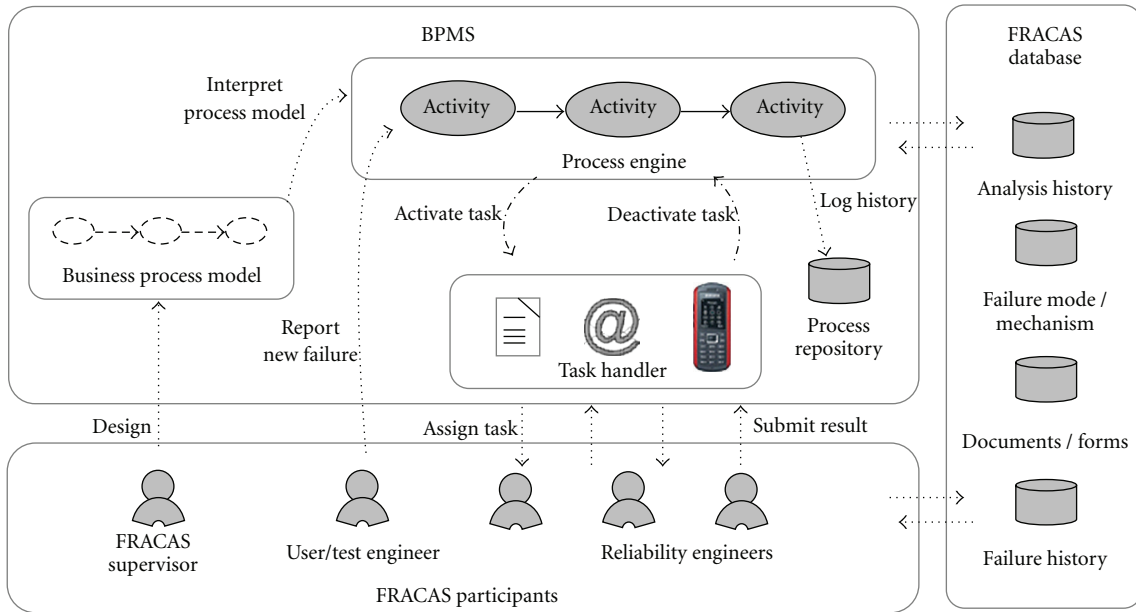 BPMS
Interpret
process model
Activity
Activity
Activity
Process engine
Activate task
Deactivate task
Log history
Business process model
Report
new failure
@
Task handler
Process
repository
Design
Assign task
Submit result
FRACAS
supervisor
User/test engineer
Reliability engineers
FRACAS participants
FRACAS
database
Analysis history
Failure mode /
mechanism
Documents / forms
Failure history